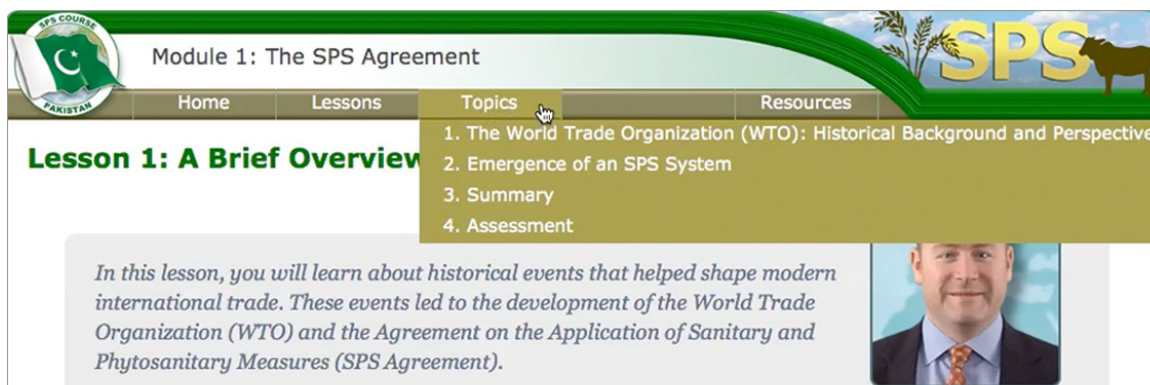 SPS COURSE
PAKISTAN
Module 1: The SPS Agreement
SPS
Home Lessons Topics Resources
1. The World Trade Organization (WTO): Historical Background and Perspective
2. Emergence of an SPS System
3. Summary
4. Assessment
Lesson 1: A Brief Overview
In this lesson, you will learn about historical events that helped shape modern
international trade. These events led to the development of the World Trade
Organization (WTO) and the Agreement on the Application of Sanitary and
Phytosanitary Measures (SPS Agreement).